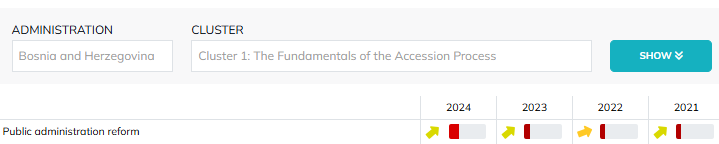 ADMINISTRATION CLUSTER
Bosnia and Herzegovina Cluster 1: The Fundamentals of the Accession Process SHOW
2024 2023 2022 2021
Public administration reform